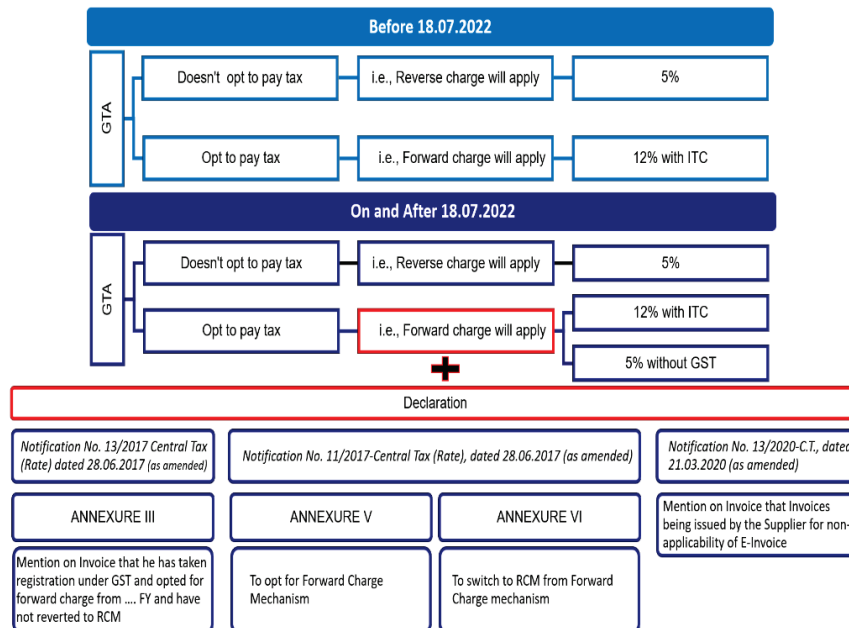 Before 18.07.2022
GTA
Doesn't opt to pay tax
i.e., Reverse charge will apply
5%
Opt to pay tax
i.e., Forward charge will apply
12% with ITC
On and After 18.07.2022
GTA
Doesn't opt to pay tax
i.e., Reverse charge will apply
5%
Opt to pay tax
i.e., Forward charge will apply
12% with ITC
5% without GST
Declaration
Notification No. 13/2017 Central Tax
(Rate) dated 28.06.2017 (as amended)
Notification No. 11/2017-Central Tax (Rate), dated 28.06.2017 (as amended)
Notification No. 13/2020-C.T., dated
21.03.2020 (as amended)
ANNEXURE III
ANNEXURE V
ANNEXURE VI
Mention on Invoice that Invoices
being issued by the Supplier for non-
applicability of E-Invoice
Mention on Invoice that he has taken
registration under GST and opted for
forward charge from .... FY and have
not reverted to RCM
To opt for Forward Charge
Mechanism
To switch to RCM from Forward
Charge mechanism